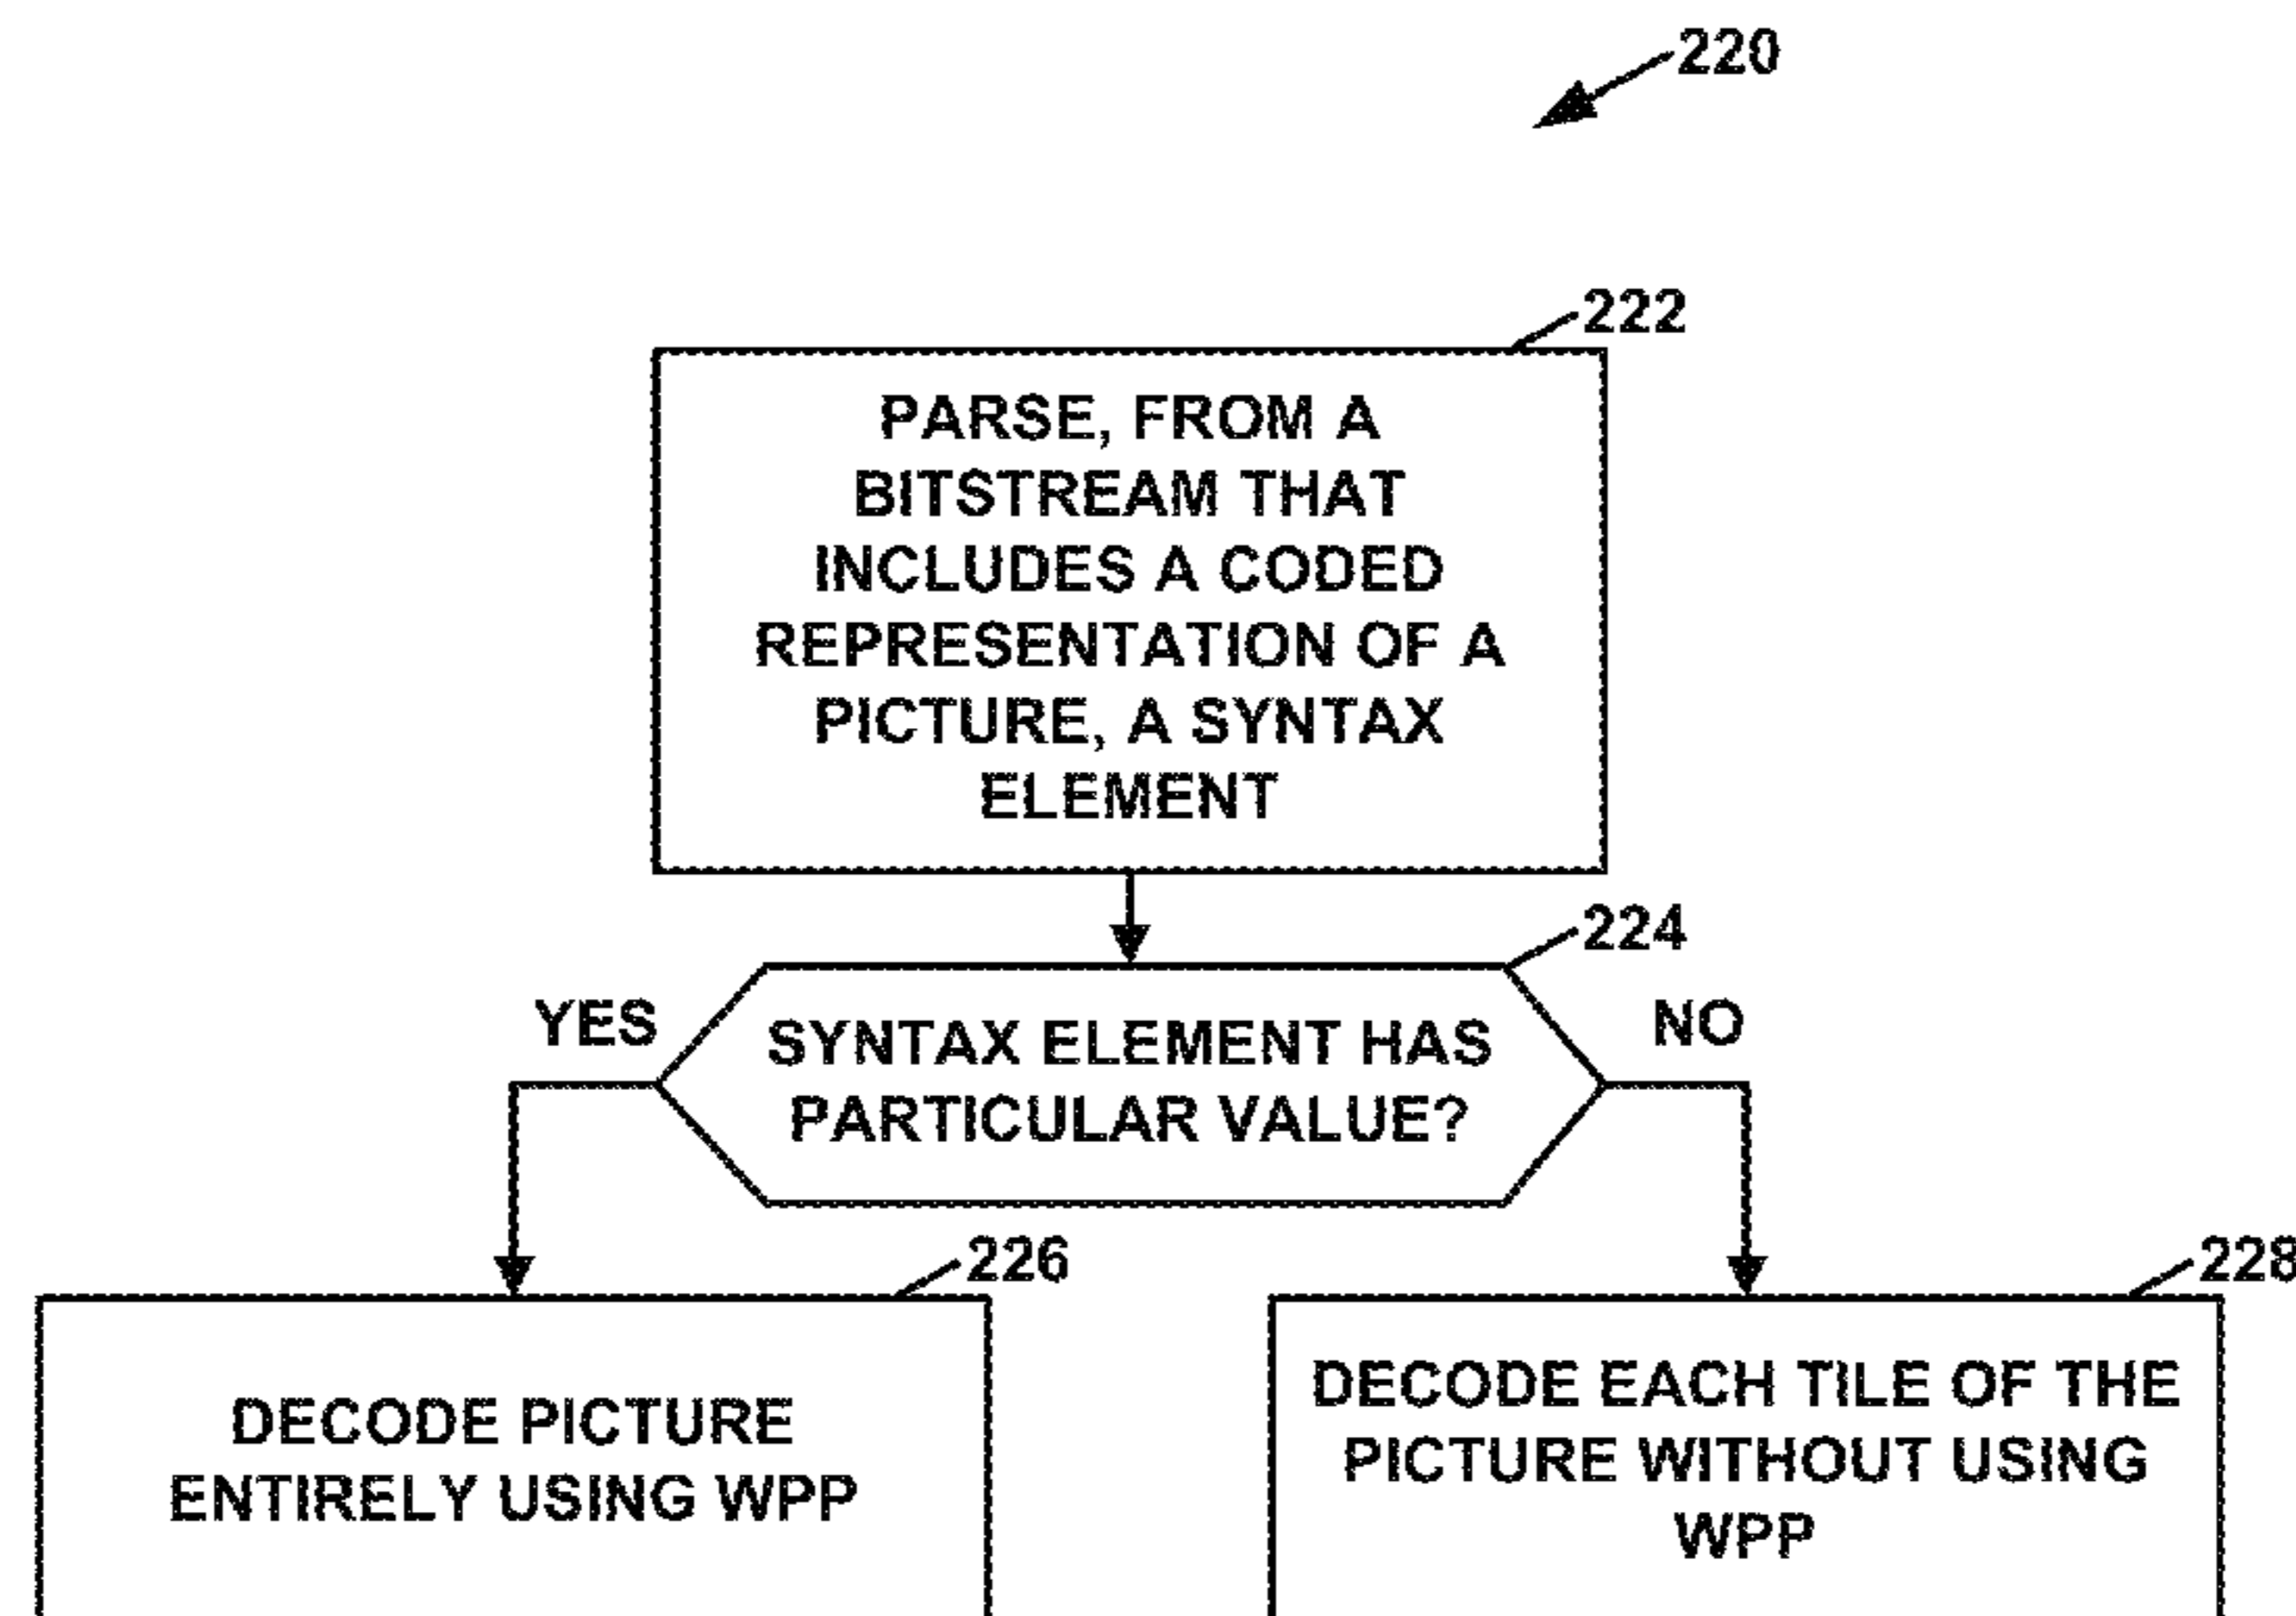 220
222
PARSE, FROM A
BITSTREAM THAT
INCLUDES A CODED
REPRESENTATION OF A
PICTURE, A SYNTAX
ELEMENT
224
YES
NO
SYNTAX ELEMENT HAS
PARTICULAR VALUE?
226
228
DECODE PICTURE
ENTIRELY USING WPP
DECODE EACH TILE OF THE
PICTURE WITHOUT USING
WPP